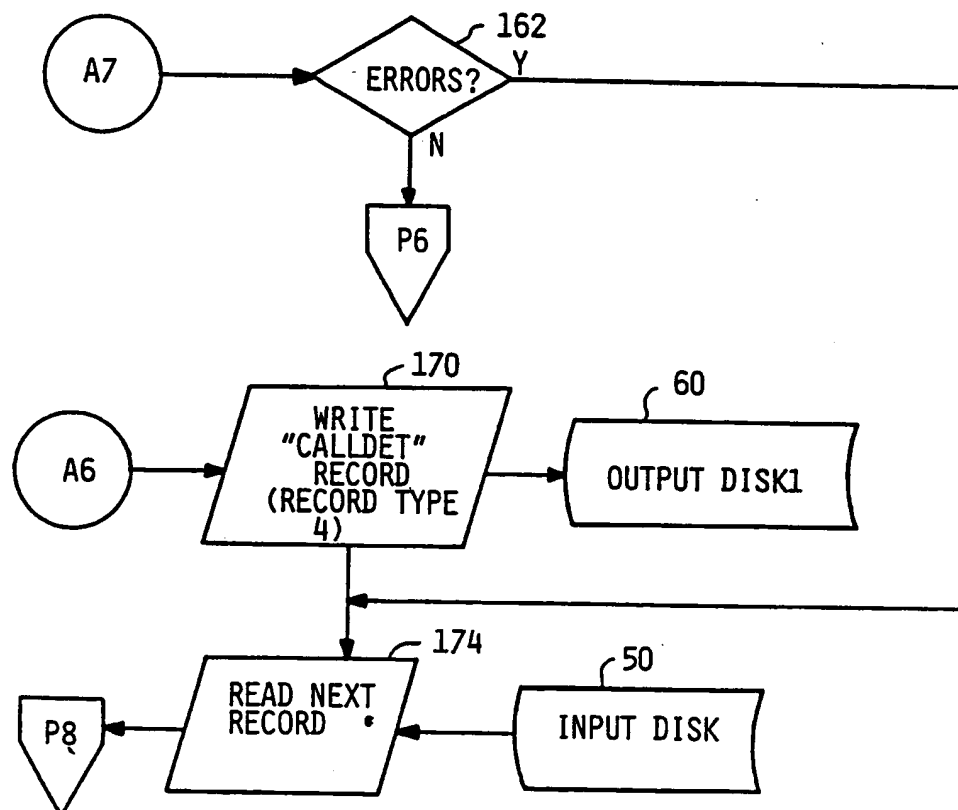 162
A7
ERRORS?
Y
N
P6
170
60
WRITE
"CALLDET"
RECORD
(RECORD TYPE
4)
A6
OUTPUT DISK1
174
50
READ NEXT
RECORD
INPUT DISK
P8